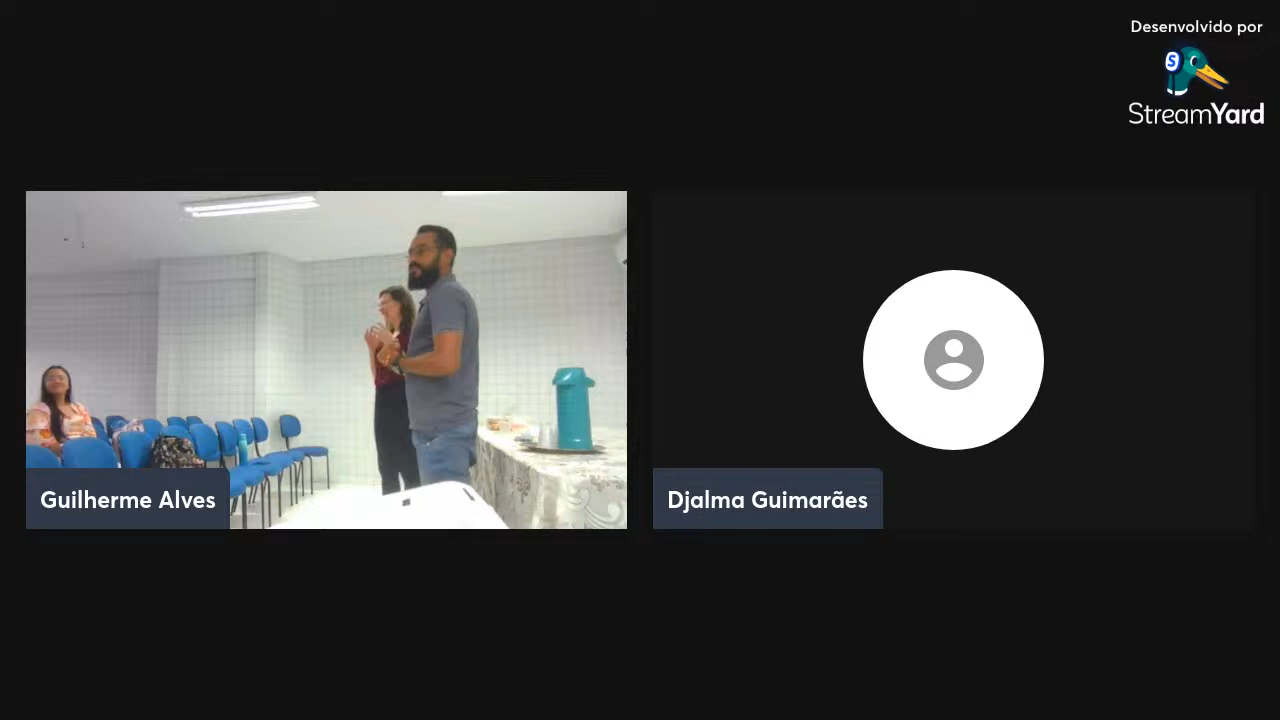 Desenvolvido por
S
StreamYard
Guilherme Alves
Djalma Guimarães